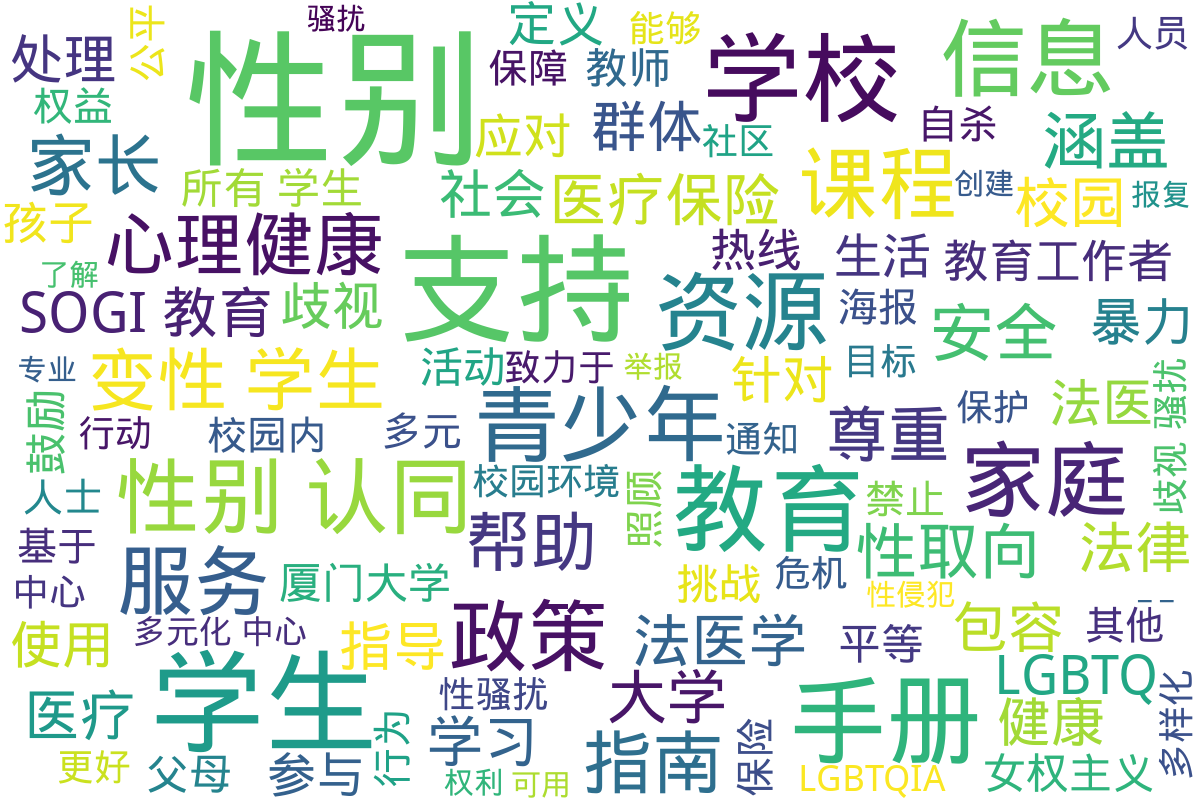 骚扰
定义
能够
人员
公平
处理
性别
保障
教师
学校
信息
权益
应对
群体
社区
自杀
涵盖
家长
所有 学生
社会
医疗保险
课程
创建
校园
报复
孩子
心理健康
支持
热线
生活
教育工作者
了解
SOGI 教育
歧视
资源
海报
安全
暴力
专业
变性 学生
活动
致力于
举报
针对
目标
骚扰
鼓励
行动
校园内
多元
青少年
通知
尊重
保护
法医
人士
性别 认同
校园环境
照顾
教育
禁止
家庭
歧视
基于
服务
帮助
性取向
法律
中心
厦门大学
挑战
危机
性侵犯
使用
多元化 中心
指导
政策
法医学
平等
包容
其他
医疗
学生
性骚扰
大学
手册
LGBTQ
健康
多样化
更好
父母
参与
行为
学习
权利
可用
指南
保险
LGBTQIA
女权主义